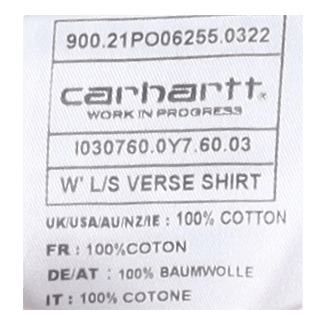 900.21PO06255.0322
carhartt
WORK IN PROGRESS
I030760.0Y7.60.03
W' L/S VERSE SHIRT
UK/USA/AU/NZ/IE : 100% COTTON
FR : 100%COTON
DE/AT : 100% BAUMWOLLE
IT : 100% COTONE